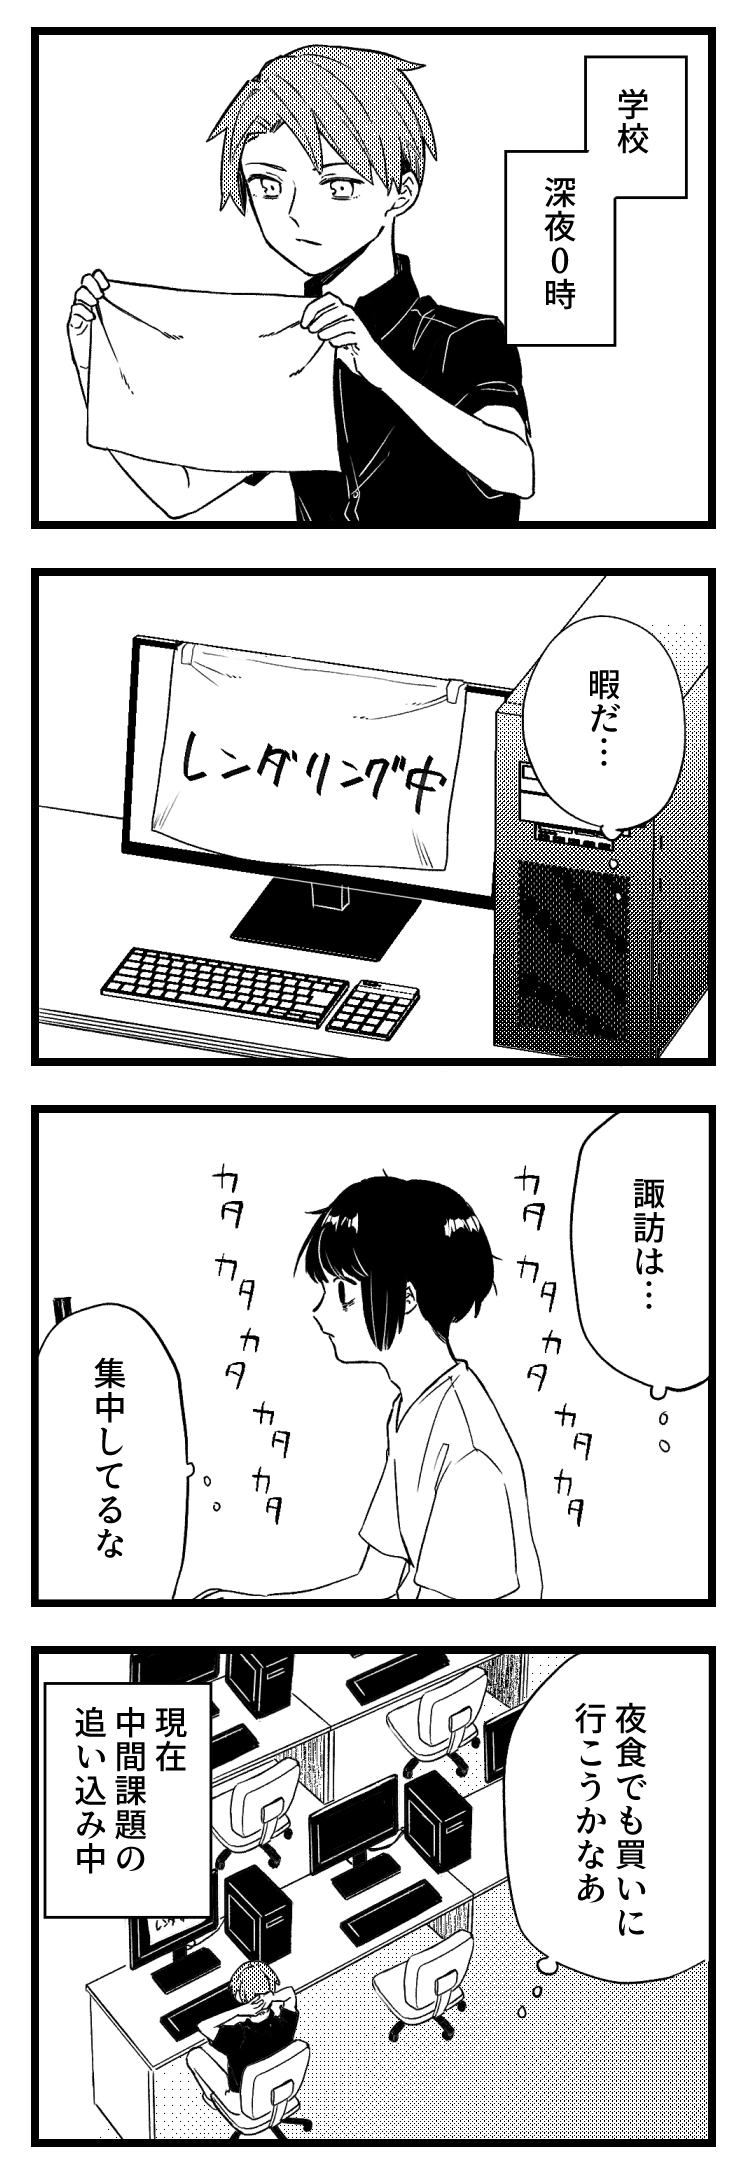 学校
深夜0時
暇だ…
レンダリング中
諏訪は…
カタ
カタ
カタ
カタ
カタ
カタ
カタ
カタ
カタ
カタ
集中してるな
夜食でも買いに
行こうかなあ
現在
中間課題の
追い込み中